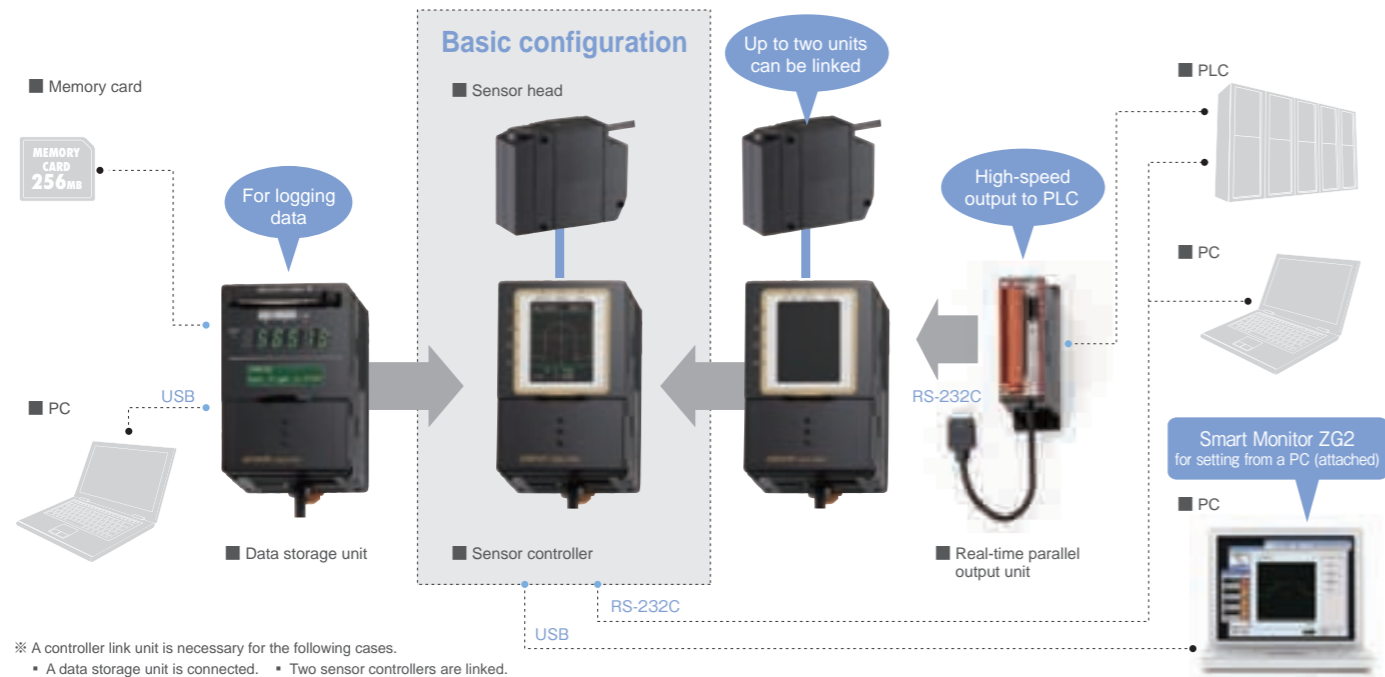 Basic configuration
Up to two units
can be linked
■ Memory card
■ Sensor head
■ PLC
MEMORY
CARD
256MB
For logging
data
High-speed
output to PLC
■ PC
USB
■ PC
RS-232C
Smart Monitor ZG2
for setting from a PC (attached)
■ PC
■ Data storage unit
■ Sensor controller
■ Real-time parallel
output unit
RS-232C
USB
※ A controller link unit is necessary for the following cases.
▪ A data storage unit is connected. ▪ Two sensor controllers are linked.